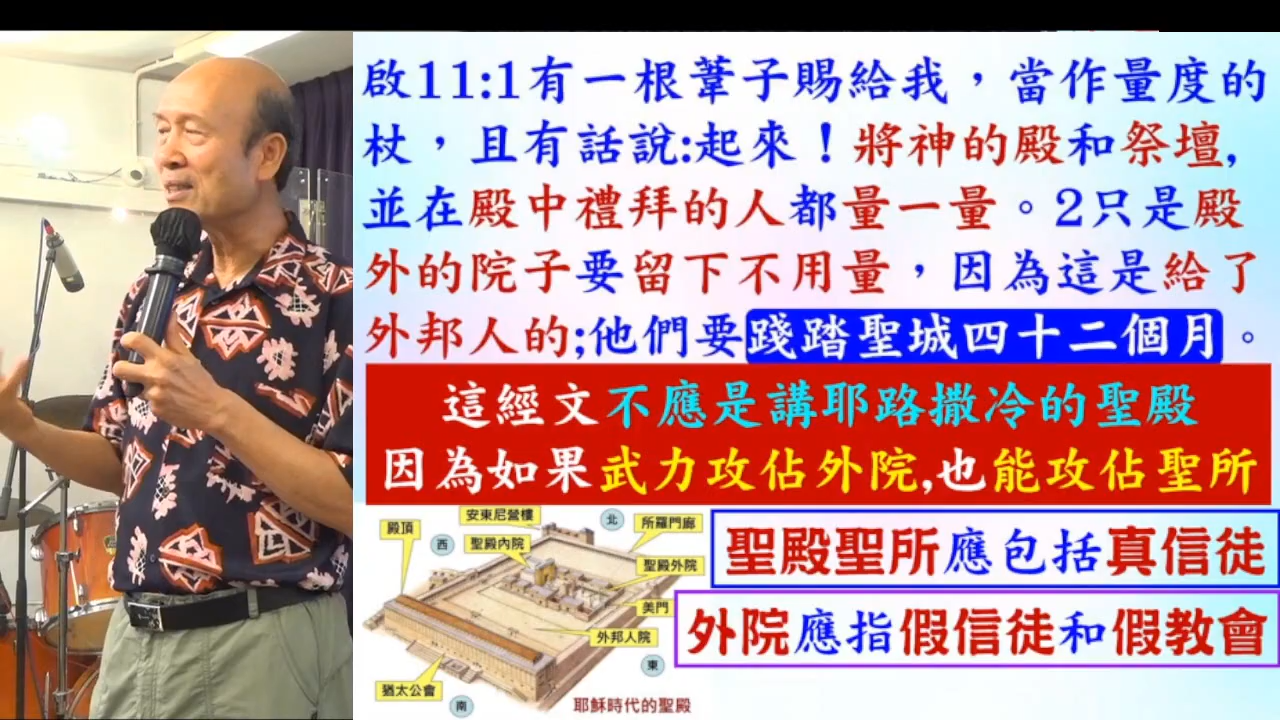 啟11:1有一根葦子賜給我，當作量度的
杖，且有話說:起來！將神的殿和祭壇,
並在殿中禮拜的人都量一量。2只是殿
外的院子要留下不用量，因為這是給了
外邦人的;他們要踐踏聖城四十二個月。
這經文不應是講耶路撒冷的聖殿
因為如果武力攻佔外院,也能攻佔聖所
聖殿聖所應包括真信徒
外院應指假信徒和假教會
殿頂
安東尼營樓
北
所羅門廊
西
聖殿內院
聖殿外院
美門
外邦人院
東
猶太公會
南
耶穌時代的聖殿